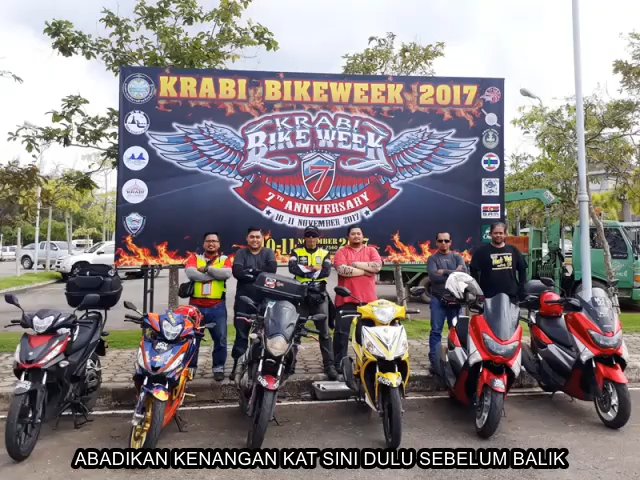 KRABI BIKEWEEK 2017
KRABI
BIKE WEEK
7
7TH ANNIVERSARY
10-11 NOVEMBER 2017
KRABI
ABADIKAN KENANGAN KAT SINI DULU SEBELUM BALIK